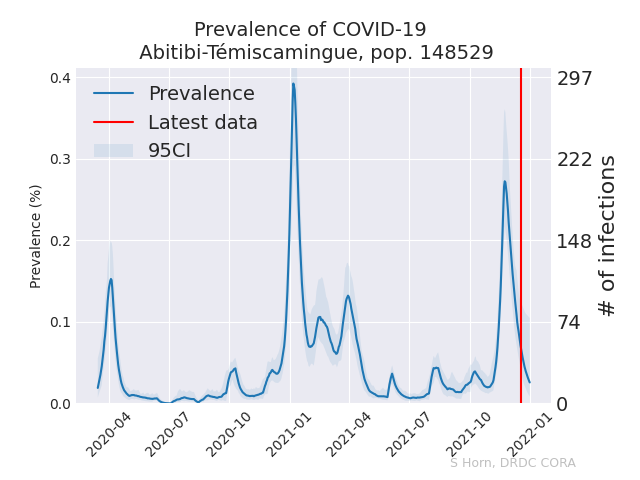 Prevalence of COVID-19
Abitibi-Témiscamingue, pop. 148529
Prevalence
Latest data
95CI
Prevalence (%)
0.4
0.3
0.2
0.1
0.0
297
222
148
74
0
# of infections
2020-04
2020-07
2020-10
2021-01
2021-04
2021-07
2021-10
2022-01
S Horn, DRDC CORA